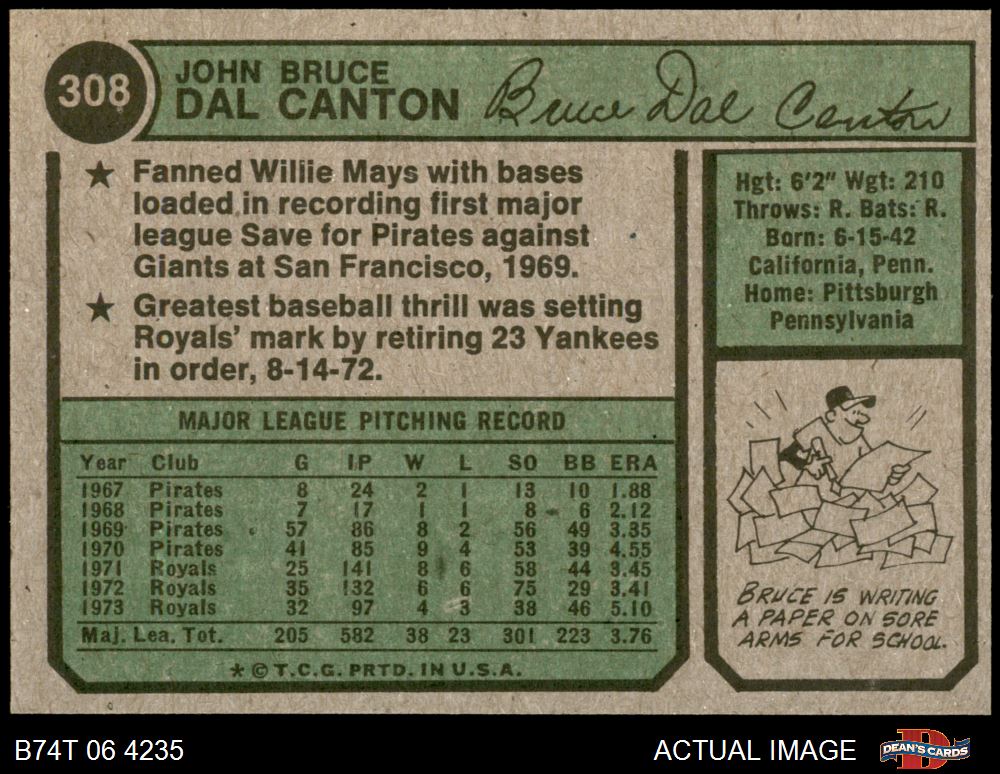 308
JOHN BRUCE
DAL CANTON
Bruce Dal Canton
★ Fanned Willie Mays with bases
loaded in recording first major
league Save for Pirates against
Giants at San Francisco, 1969.
★ Greatest baseball thrill was setting
Royals' mark by retiring 23 Yankees
in order, 8-14-72.
Hgt: 6'2" Wgt: 210
Throws: R. Bats: R.
Born: 6-15-42
California, Penn.
Home: Pittsburgh
Pennsylvania
MAJOR LEAGUE PITCHING RECORD
Year Club G IP W L SO BB ERA
1967 Pirates 8 24 2 1 13 10 1.88
1968 Pirates 7 17 1 1 8 6 2.12
1969 Pirates 57 86 8 2 56 49 3.35
1970 Pirates 41 85 9 4 53 39 4.55
1971 Royals 25 141 8 6 58 44 3.45
1972 Royals 35 132 6 6 75 29 3.41
1973 Royals 32 97 4 3 38 46 5.10
Maj. Lea. Tot. 205 582 38 23 301 223 3.76
* © T.C.G. PRTD. IN U.S.A.
BRUCE IS WRITING
A PAPER ON SORE
ARMS FOR SCHOOL.
B74T 06 4235
ACTUAL IMAGE
DEAN'S CARDS